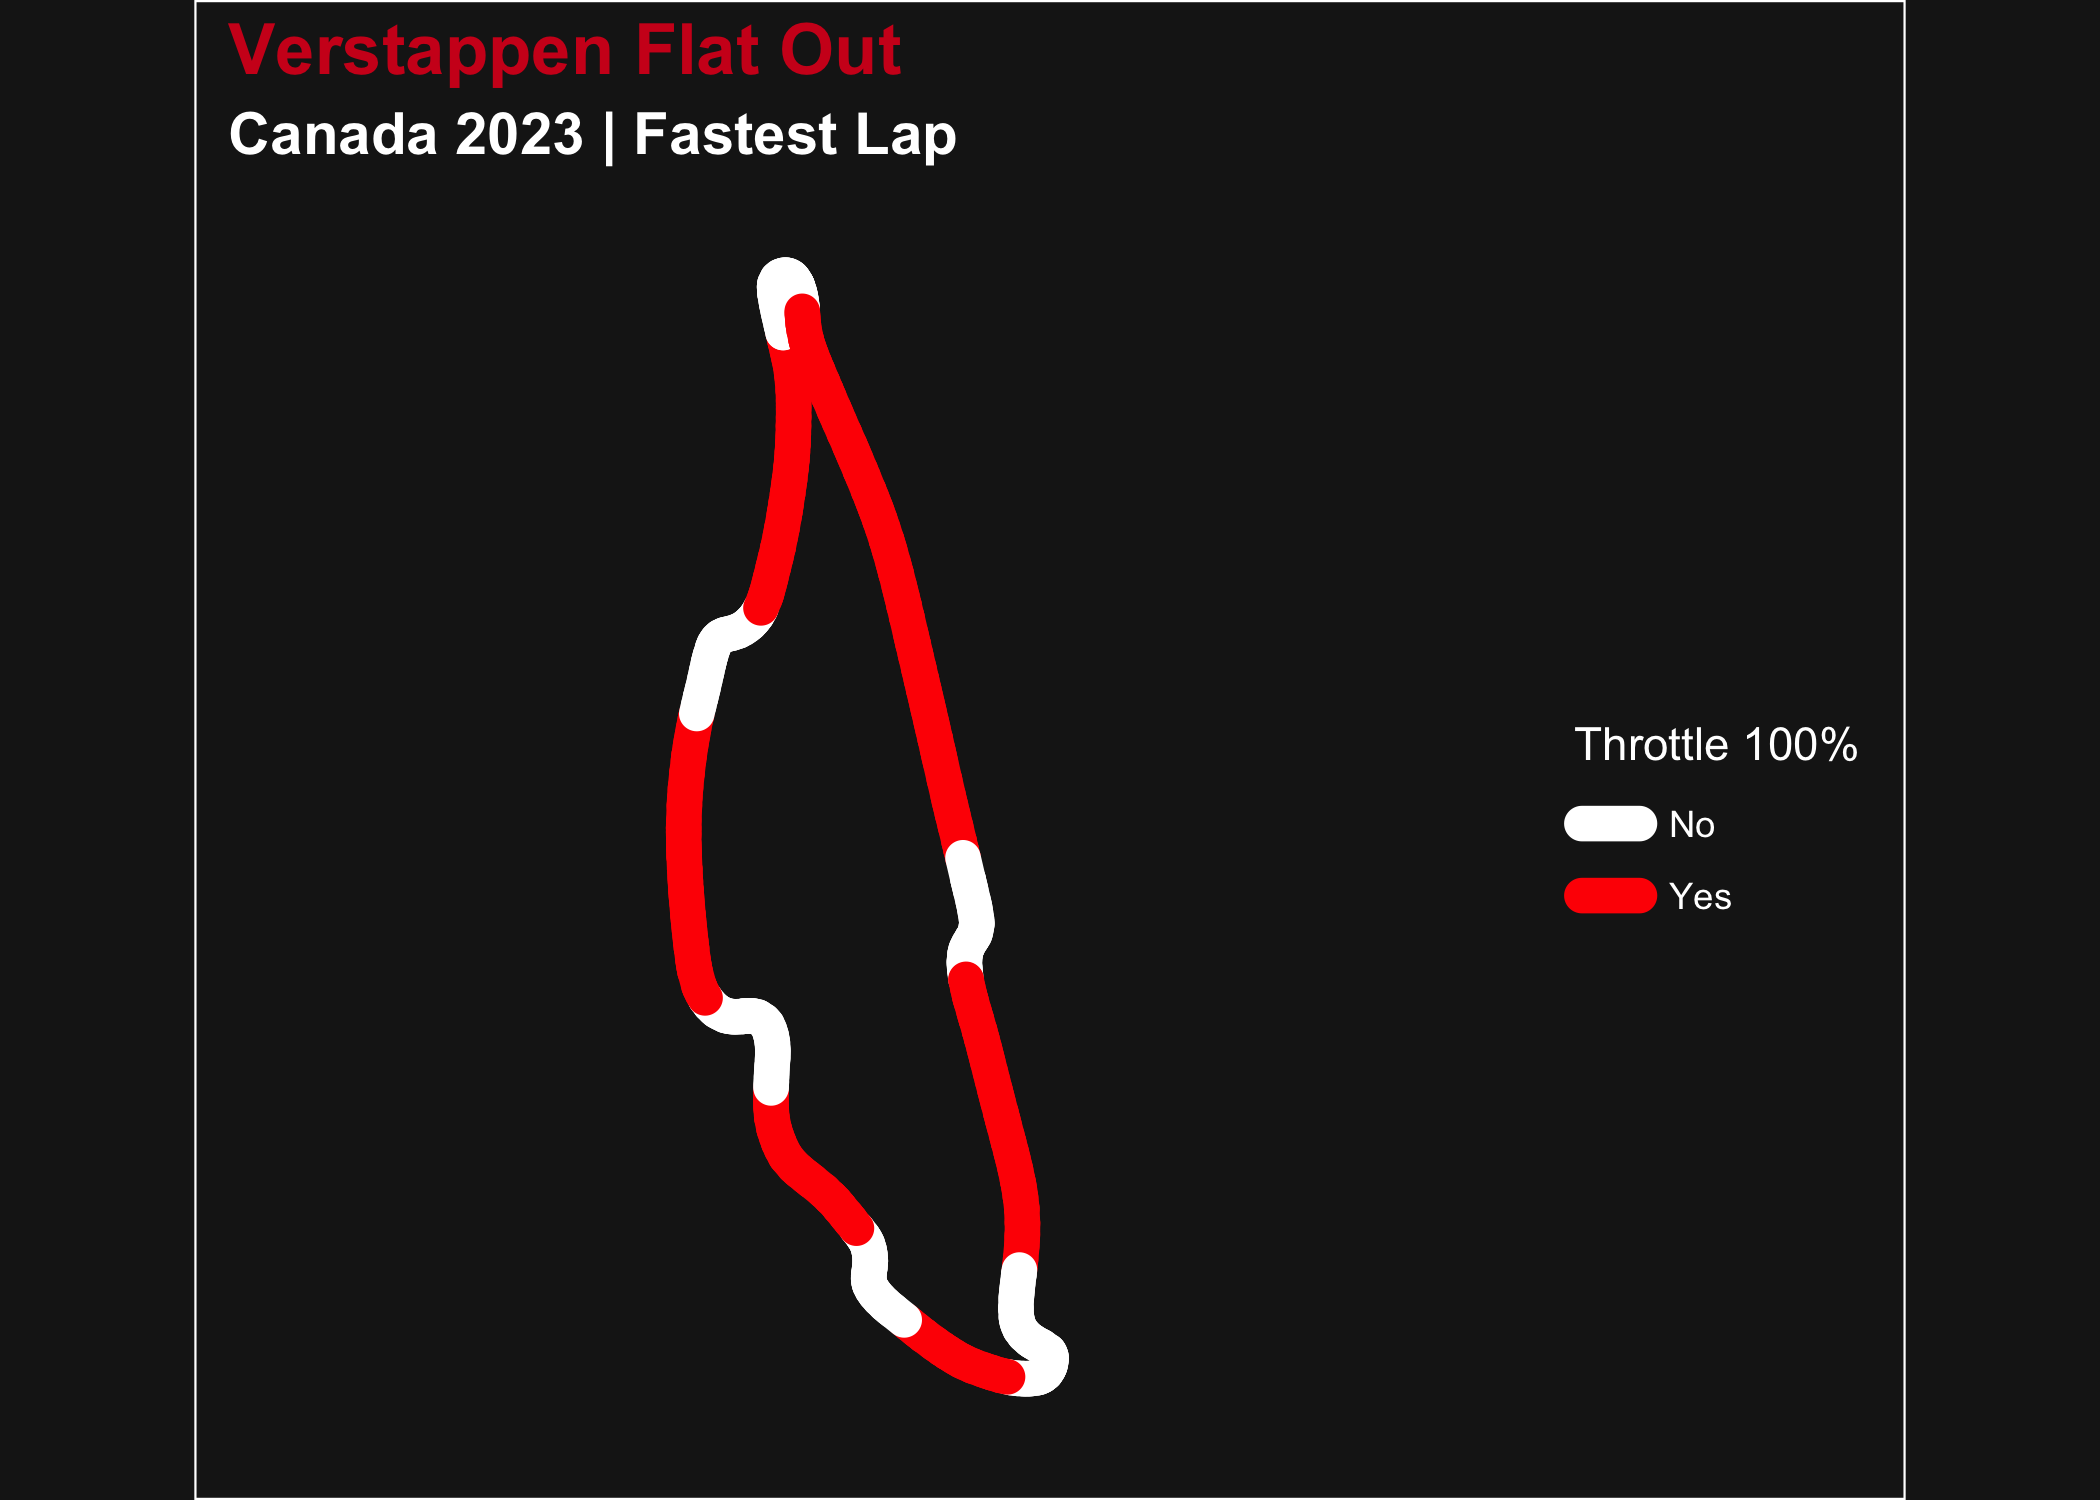 Verstappen Flat Out
Canada 2023 | Fastest Lap
Throttle 100%
No
Yes